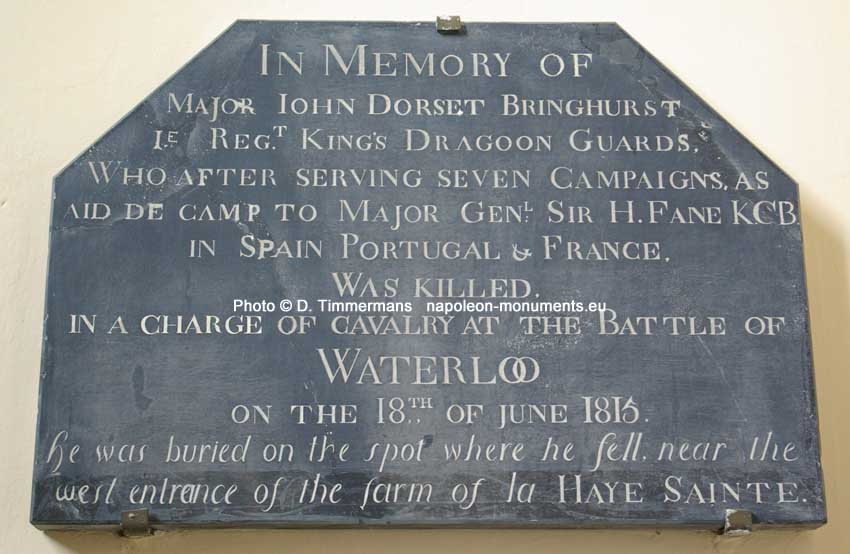 IN MEMORY OF
MAJOR IOHN DORSET BRINGHURST
I.E REG.T KING'S DRAGOON GUARDS,
WHO AFTER SERVING SEVEN CAMPAIGNS, AS
AID DE CAMP TO MAJOR GENL. SIR H. FANE KCB
IN SPAIN PORTUGAL & FRANCE,
WAS KILLED,
Photo © D. Timmermans napoleon-monuments.eu
IN A CHARGE OF CAVALRY AT THE BATTLE OF
WATERLOO
ON THE 18.TH OF JUNE 1815.
he was buried on the spot where he fell, near the
west entrance of the farm of la HAYE SAINTE.